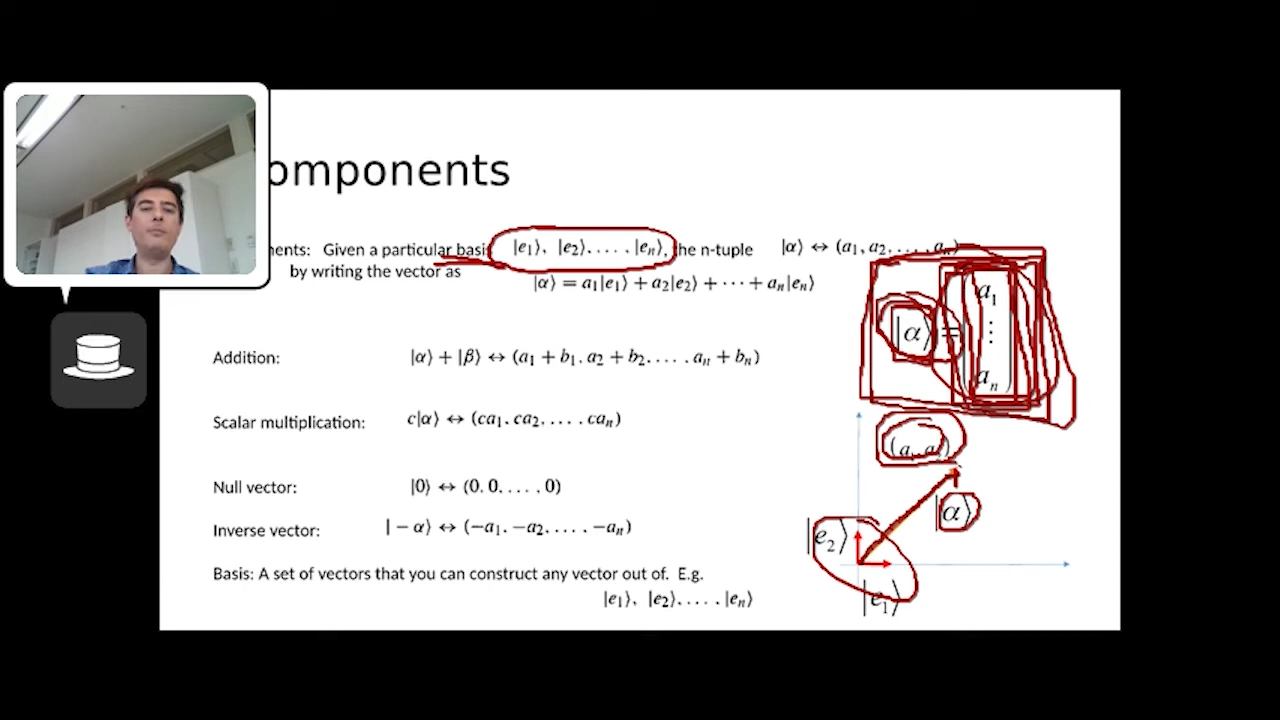 omponents
nents: Given a particular basis |e₁⟩, |e₂⟩, . . . . |eₙ⟩, the n-tuple |α⟩ ↔ (a₁, a₂, . . . , aₙ)
by writing the vector as
|α⟩ = a₁|e₁⟩ + a₂|e₂⟩ + ··· + aₙ|eₙ⟩
|α⟩ = a₁ ⋮ aₙ
Addition: |α⟩ + |β⟩ ↔ (a₁ + b₁, a₂ + b₂, . . . . aₙ + bₙ)
Scalar multiplication: c|α⟩ ↔ (ca₁, ca₂, . . . . caₙ)
Null vector: |0⟩ ↔ (0, 0, . . . , 0)
|α⟩
Inverse vector: | − α⟩ ↔ (−a₁, −a₂, . . . . −aₙ)
|e₂⟩
Basis: A set of vectors that you can construct any vector out of. E.g.
|e₁⟩, |e₂⟩, . . . . |eₙ⟩
|e₁⟩